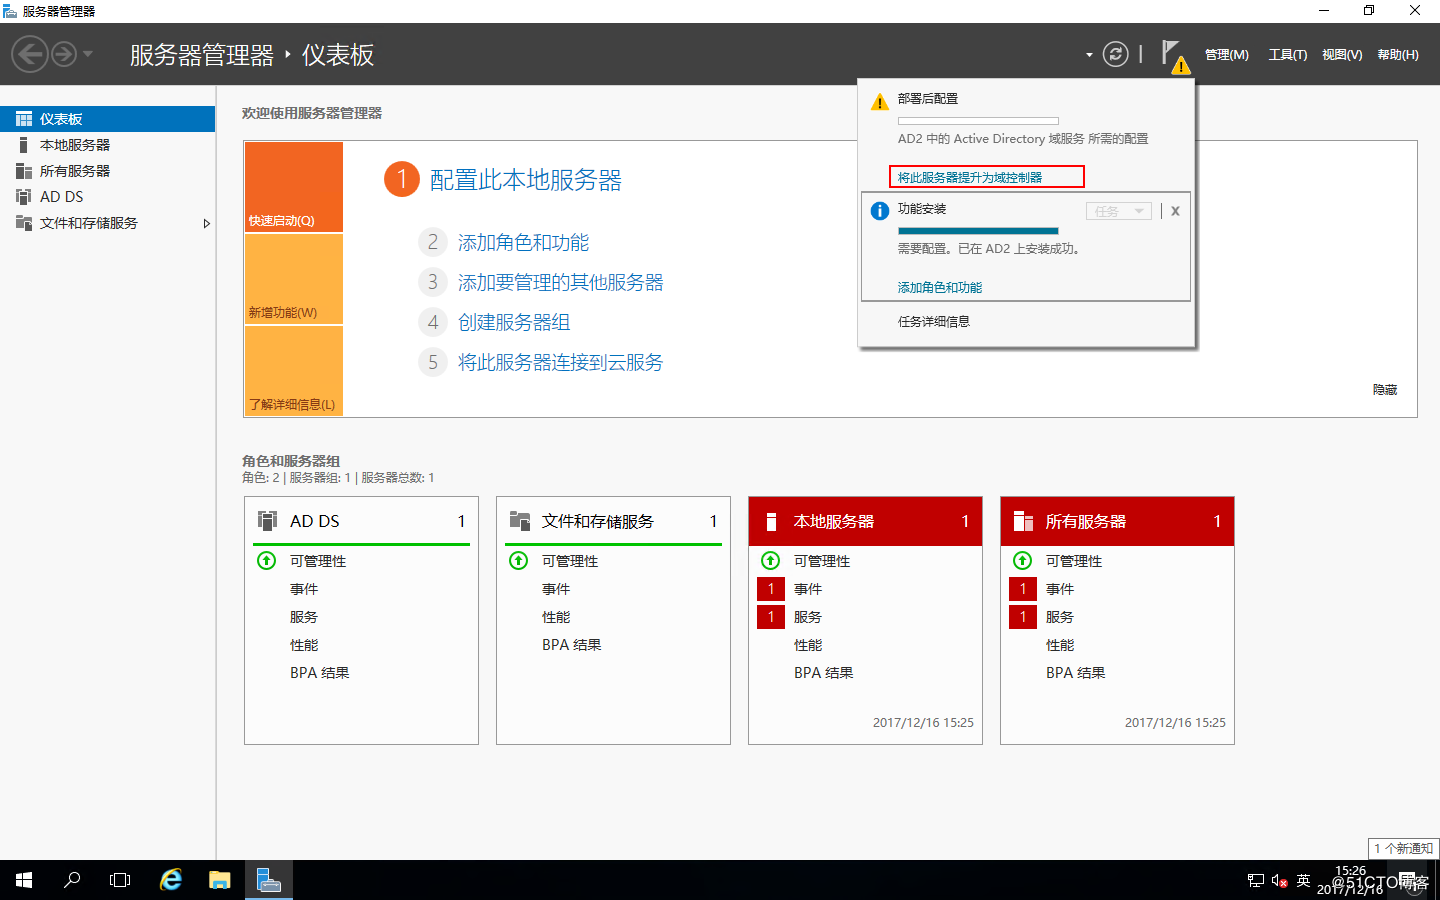 服务器管理器
服务器管理器 ‣ 仪表板
管理(M) 工具(T) 视图(V) 帮助(H)
仪表板
本地服务器
所有服务器
AD DS
文件和存储服务
欢迎使用服务器管理器
快速启动(Q)
新增功能(W)
了解详细信息(L)
1 配置此本地服务器
2 添加角色和功能
3 添加要管理的其他服务器
4 创建服务器组
5 将此服务器连接到云服务
隐藏
部署后配置
AD2 中的 Active Directory 域服务 所需的配置
将此服务器提升为域控制器
功能安装
任务
X
需要配置。已在 AD2 上安装成功。
添加角色和功能
任务详细信息
角色和服务器组
角色: 2 | 服务器组: 1 | 服务器总数: 1
AD DS 1
可管理性
事件
服务
性能
BPA 结果
文件和存储服务 1
可管理性
事件
性能
BPA 结果
本地服务器 1
可管理性
1 事件
1 服务
性能
BPA 结果
2017/12/16 15:25
所有服务器 1
可管理性
1 事件
1 服务
性能
BPA 结果
2017/12/16 15:25
1 个新通知
英
15:26
2017/12/16
@51CTO博客